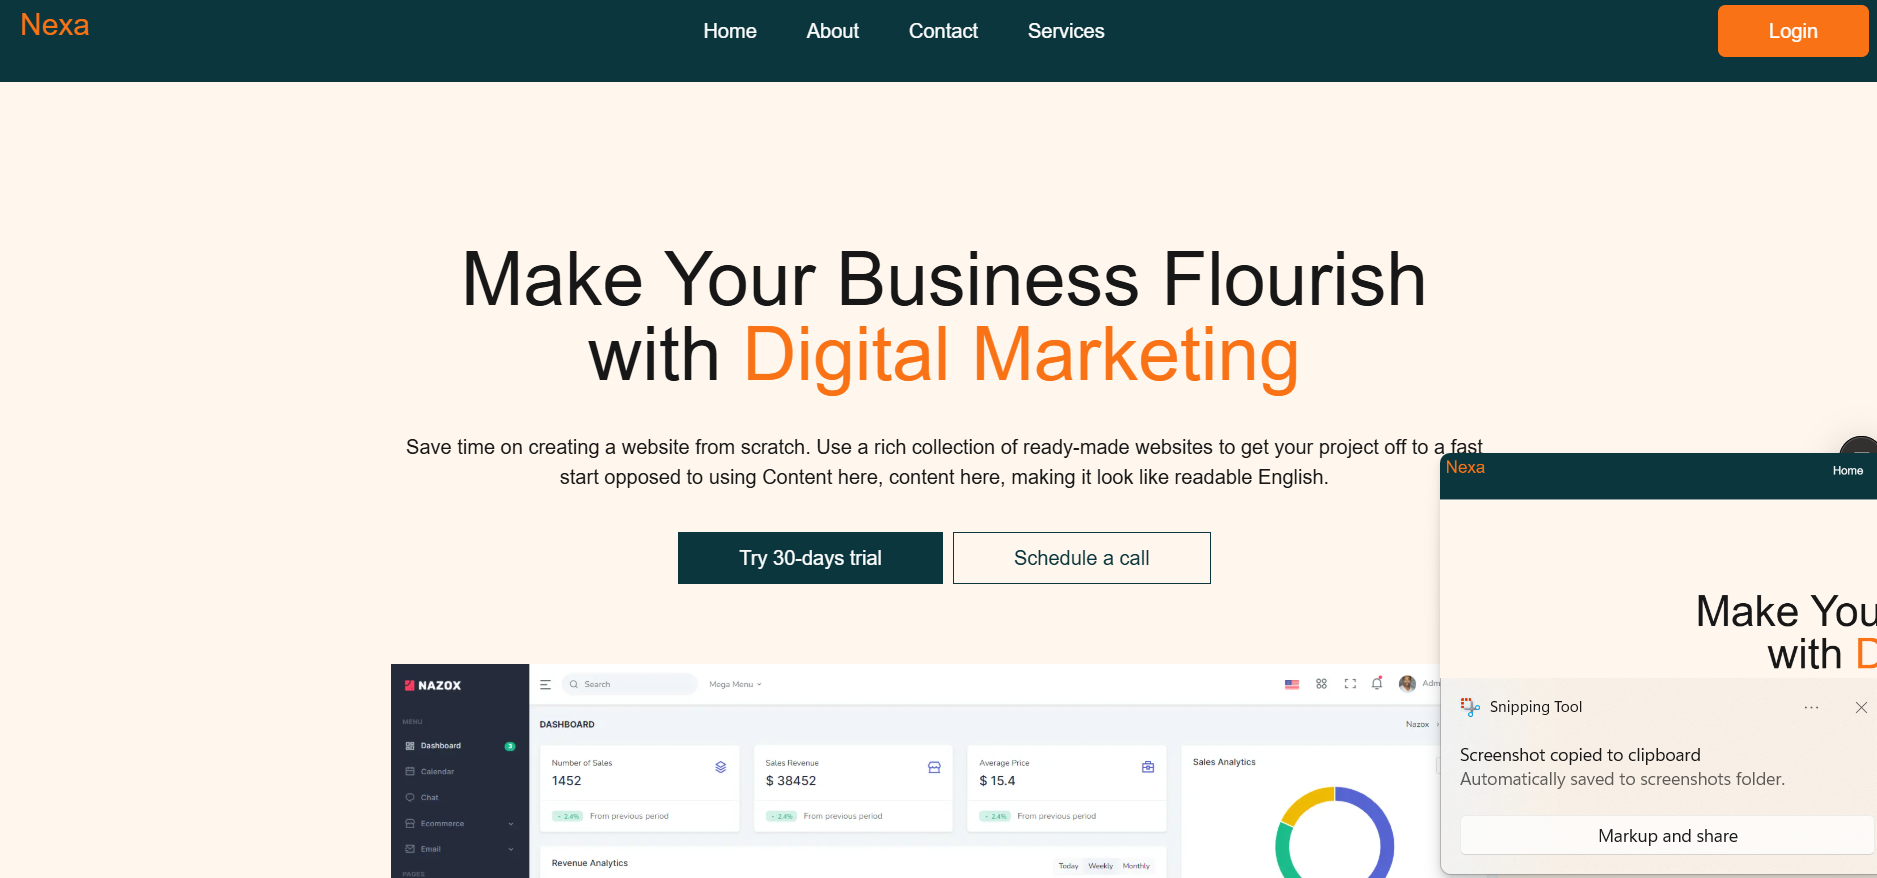 Nexa
Home About Contact Services
Login
Make Your Business Flourish
with Digital Marketing
Save time on creating a website from scratch. Use a rich collection of ready-made websites to get your project off to a fast
start opposed to using Content here, content here, making it look like readable English.
Try 30-days trial
Schedule a call
NAZOX
Search
Mega Menu
MENU
Dashboard 3
Calendar
Chat
Ecommerce
Email
PAGES
DASHBOARD
Nazox
Number of Sales
1452
2.4% From previous period
Sales Revenue
$ 38452
2.4% From previous period
Average Price
$ 15.4
2.4% From previous period
Sales Analytics
Revenue Analytics
Today Weekly Monthly
Nexa
Home
Make You
with D
Snipping Tool
Screenshot copied to clipboard
Automatically saved to screenshots folder.
Markup and share